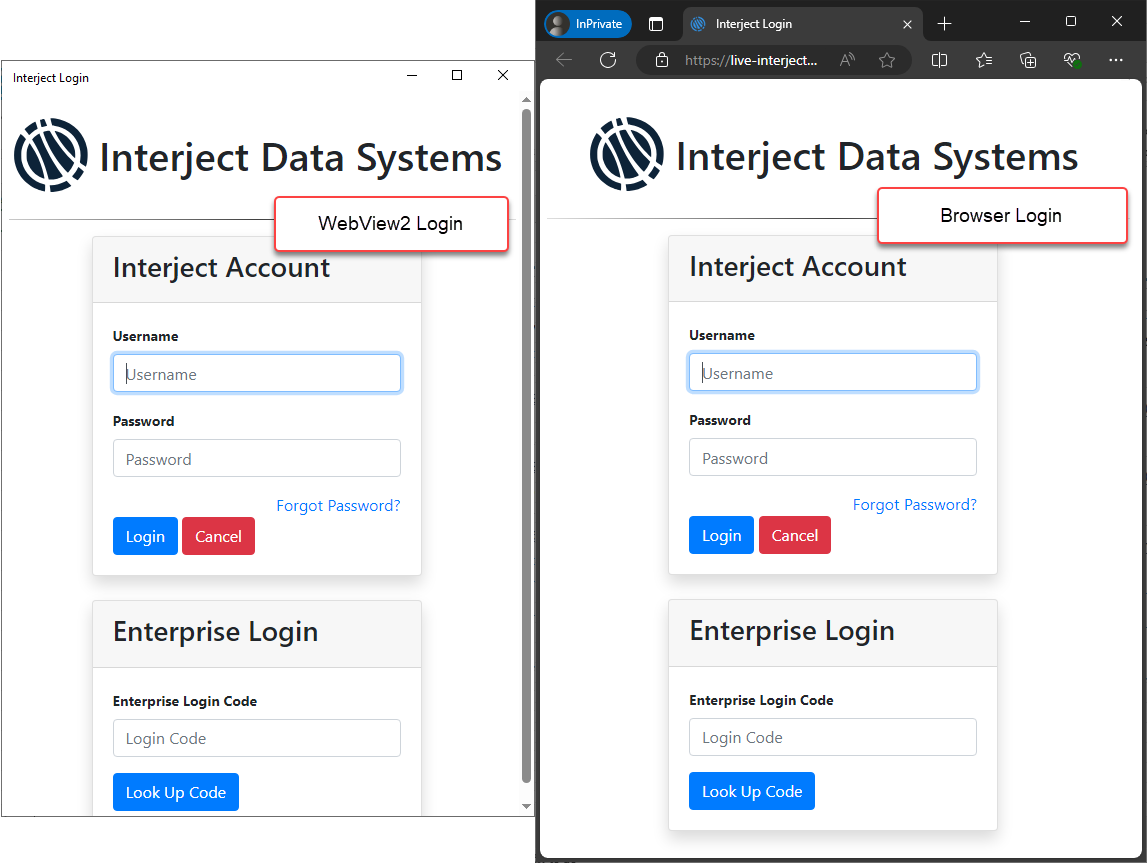 Interject Login
Interject Data Systems
WebView2 Login
Interject Account
Username
Username
Password
Password
Forgot Password?
Login
Cancel
Enterprise Login
Enterprise Login Code
Login Code
Look Up Code
InPrivate
Interject Login
https://live-interject...
Interject Data Systems
Browser Login
Interject Account
Username
Username
Password
Password
Forgot Password?
Login
Cancel
Enterprise Login
Enterprise Login Code
Login Code
Look Up Code